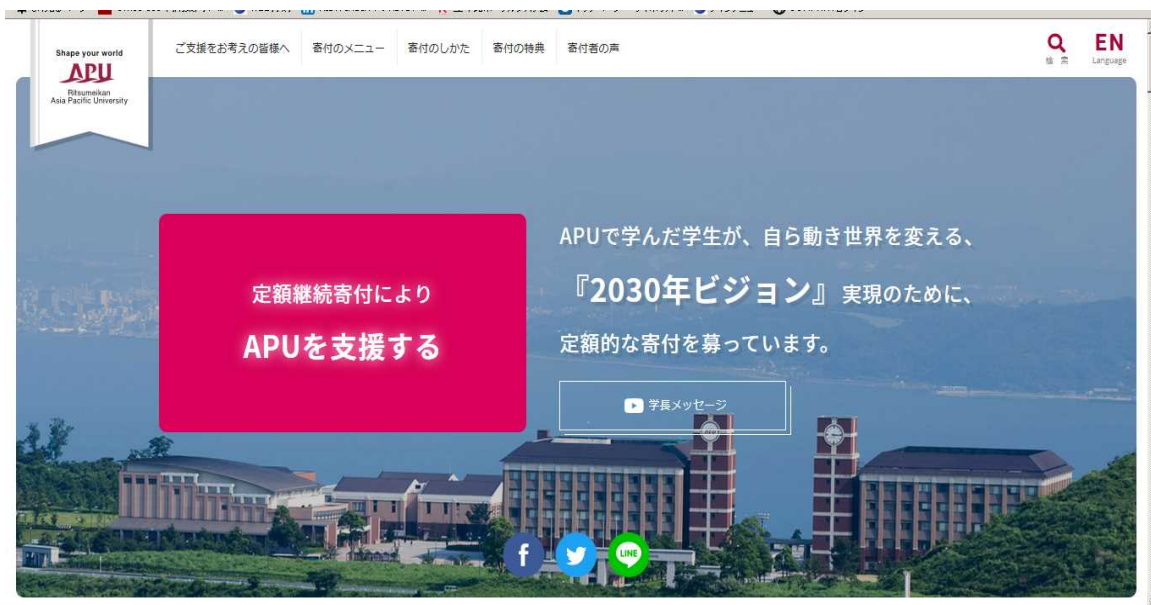 Shape your world
APU
Ritsumeikan
Asia Pacific University
ご支援をお考えの皆様へ
寄付のメニュー
寄付のしかた
寄付の特典
寄付者の声
検索
EN
Language
定額継続寄付により
APUを支援する
APUで学んだ学生が、自ら動き世界を変える、
『2030年ビジョン』実現のために、
定額的な寄付を募っています。
学長メッセージ
f
LINE